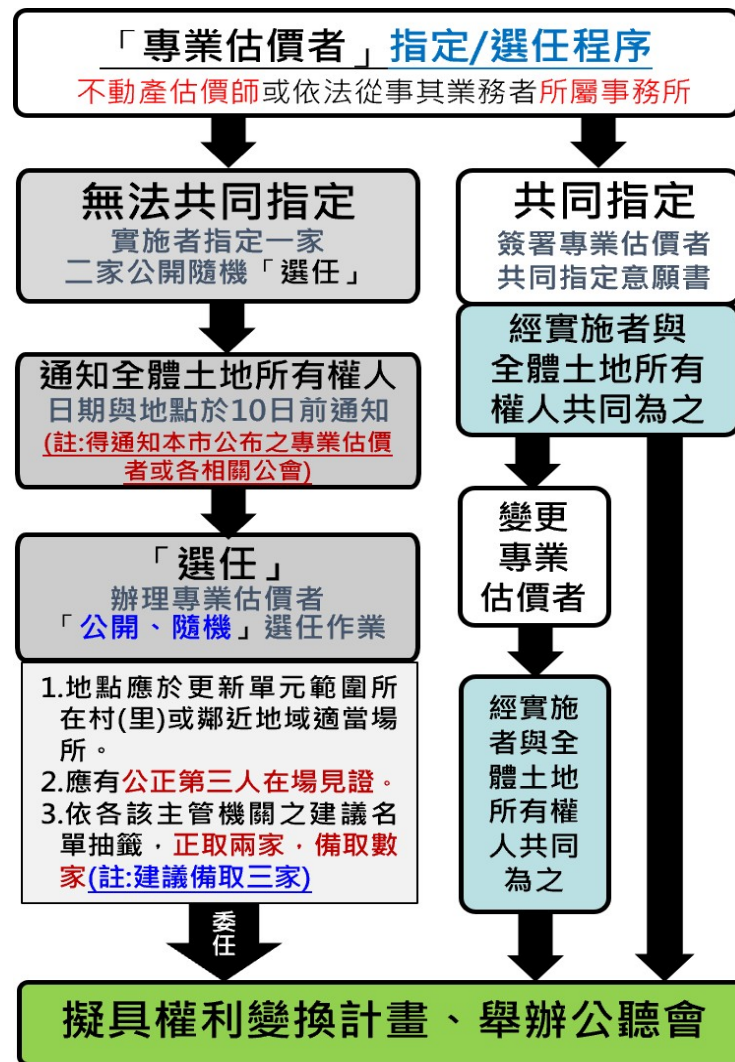 「專業估價者」指定/選任程序
不動產估價師或依法從事其業務者所屬事務所
無法共同指定
實施者指定一家
二家公開隨機「選任」
通知全體土地所有權人
日期與地點於10日前通知
(註:得通知本市公布之專業估價
者或各相關公會)
「選任」
辦理專業估價者
「公開、隨機」選任作業
1.地點應於更新單元範圍所
在村(里)或鄰近地域適當場
所。
2.應有公正第三人在場見證。
3.依各該主管機關之建議名
單抽籤，正取兩家，備取數
家(註:建議備取三家)
委
任
共同指定
簽署專業估價者
共同指定意願書
經實施者與
全體土地所有
權人共同為之
變更
專業
估價者
經實施
者與全
體土地
所有權
人共同
為之
擬具權利變換計畫、舉辦公聽會